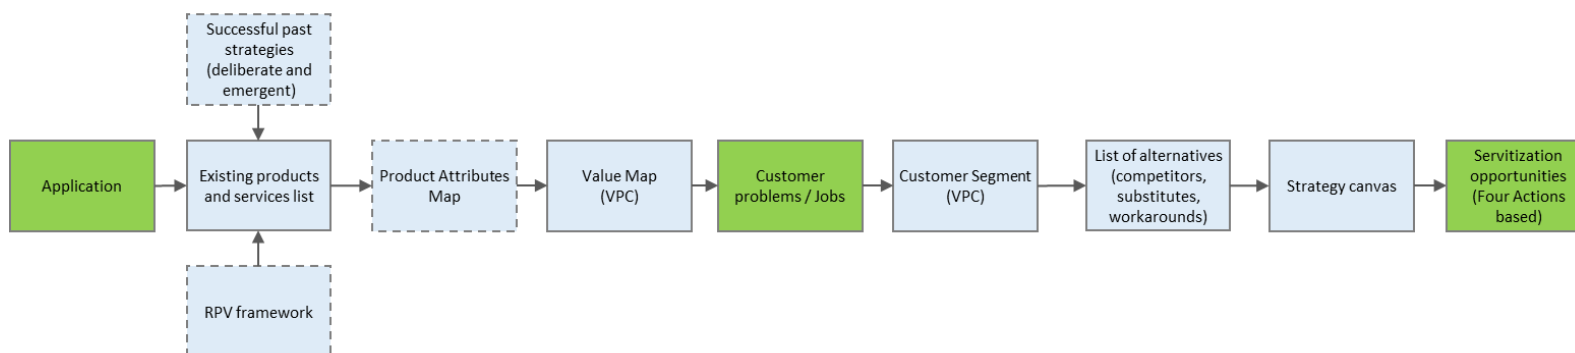 Successful past
strategies
(deliberate and
emergent)
Application
Existing products
and services list
Product Attributes
Map
Value Map
(VPC)
Customer
problems / Jobs
Customer Segment
(VPC)
List of alternatives
(competitors,
substitutes,
workarounds)
Strategy canvas
Servitization
opportunities
(Four Actions
based)
RPV framework